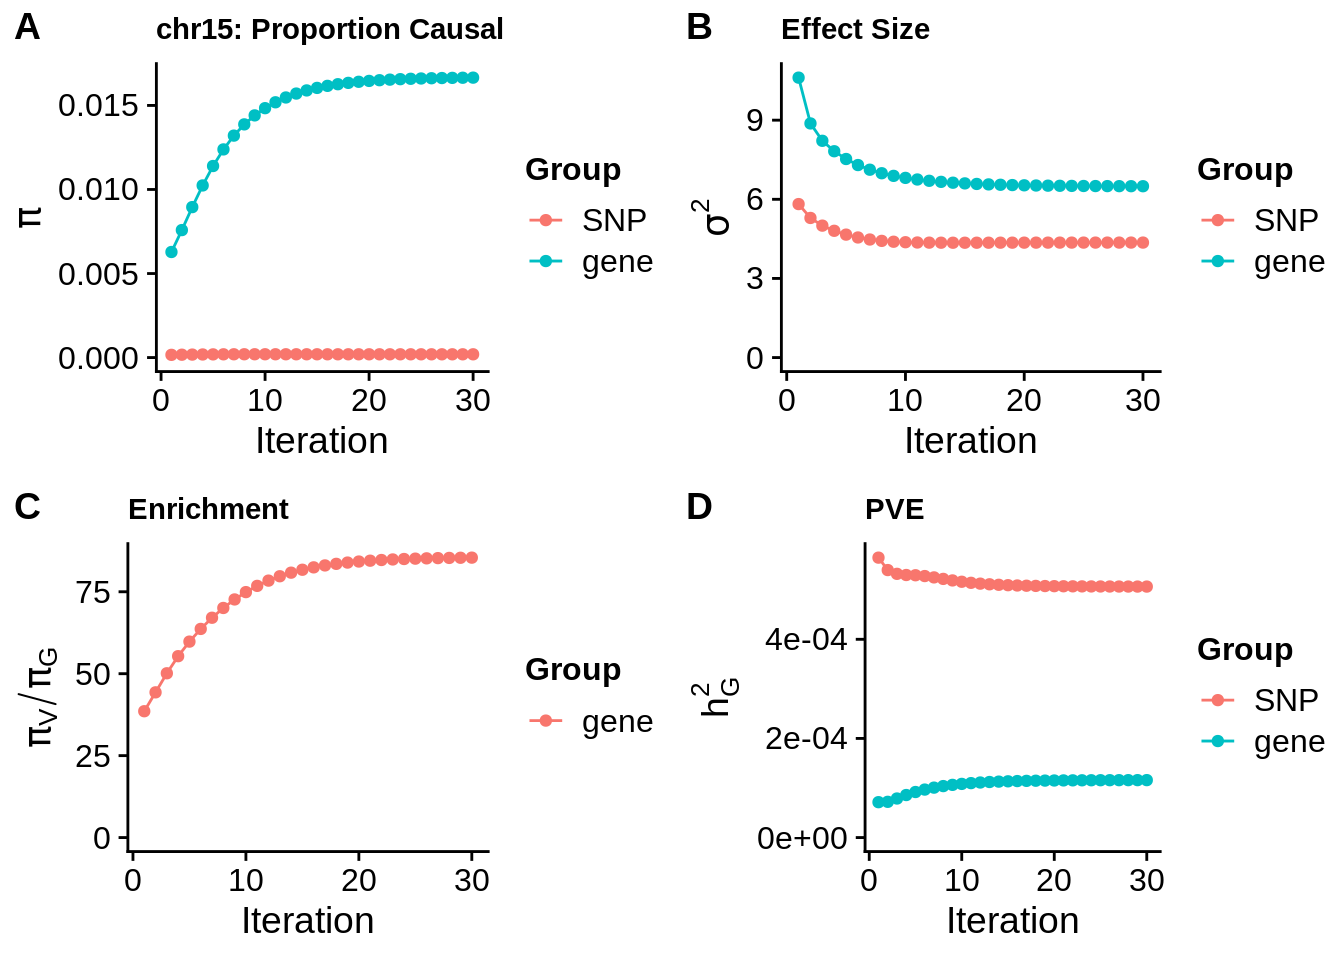 A
chr15: Proportion Causal
0.015
0.010
0.005
0.000
π
0
10
20
30
Iteration
Group
SNP
gene
B
Effect Size
9
6
3
0
σ²
0
10
20
30
Iteration
Group
SNP
gene
C
Enrichment
75
50
25
0
πV/πG
0
10
20
30
Iteration
Group
gene
D
PVE
4e-04
2e-04
0e+00
h²G
0
10
20
30
Iteration
Group
SNP
gene